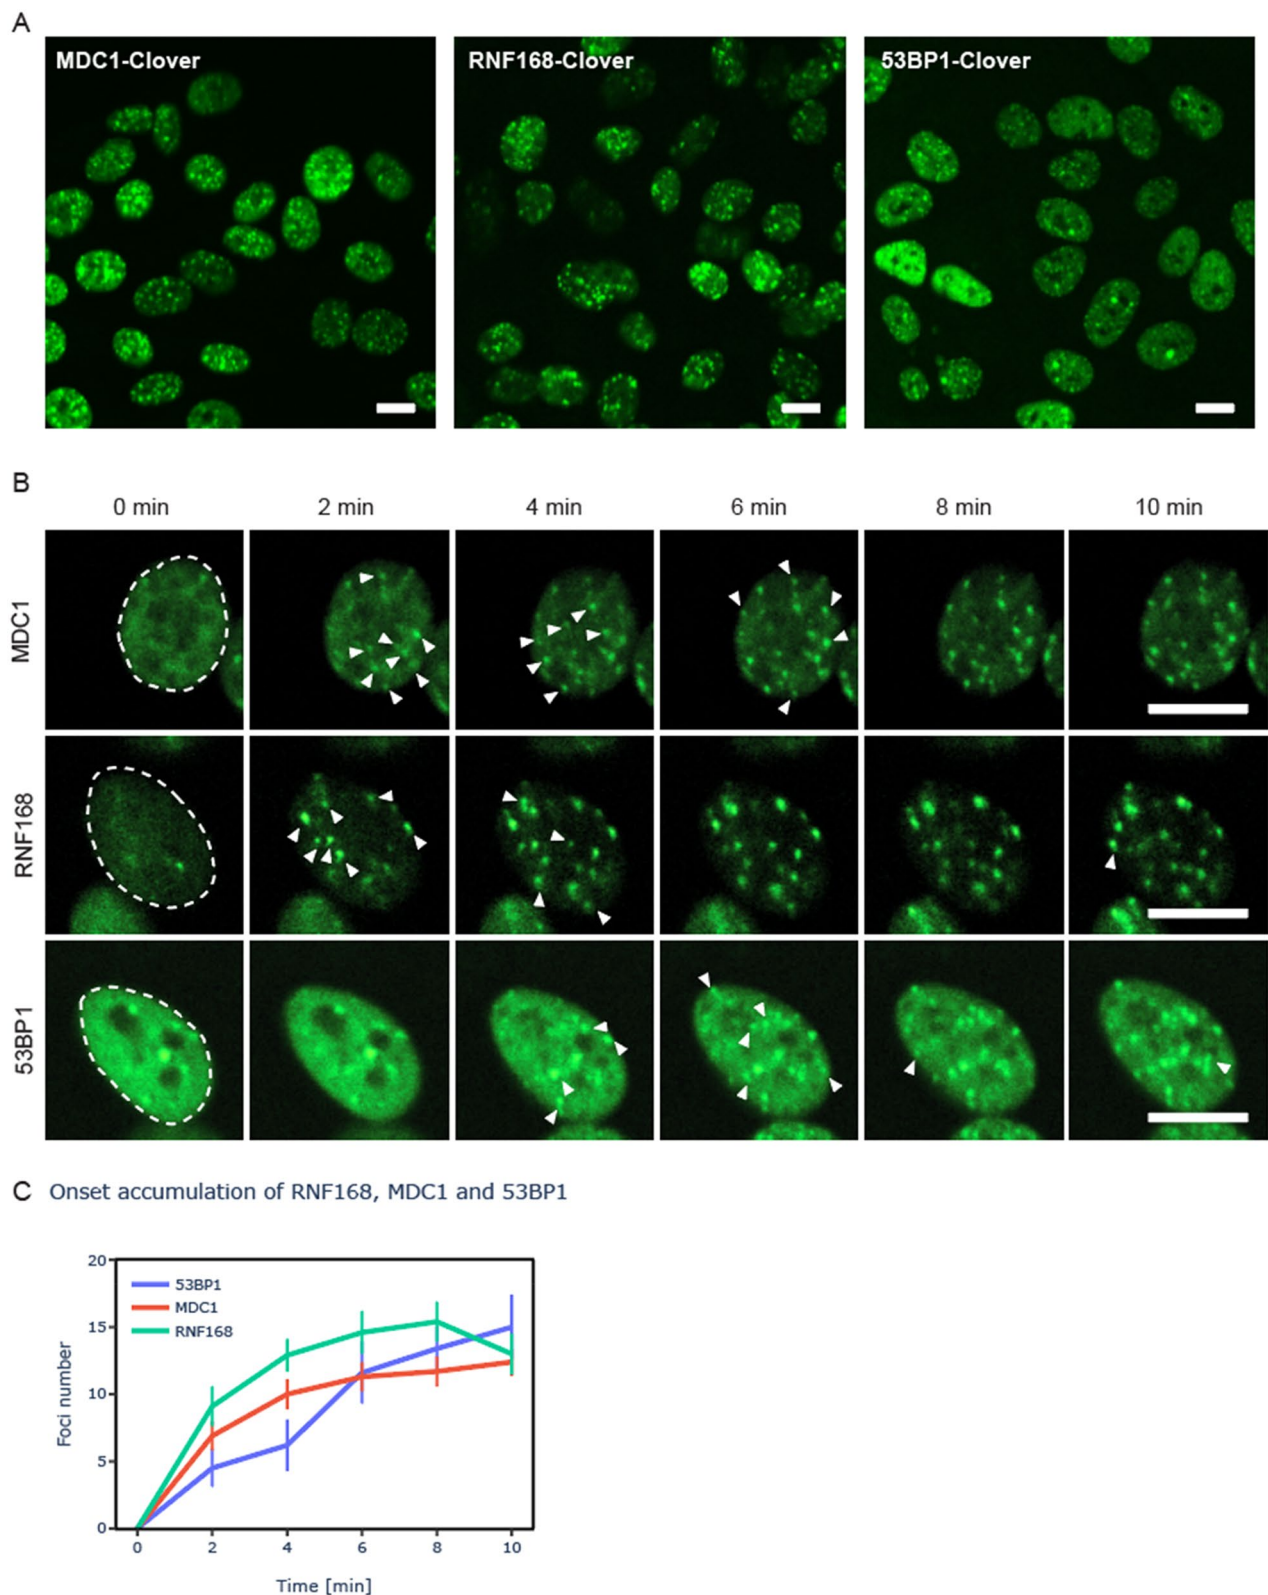 A
MDC1-Clover
RNF168-Clover
53BP1-Clover
B
0 min
2 min
4 min
6 min
8 min
10 min
MDC1
RNF168
53BP1
C Onset accumulation of RNF168, MDC1 and 53BP1
20
15
10
5
0
Foci number
53BP1
MDC1
RNF168
0
2
4
6
8
10
Time [min]